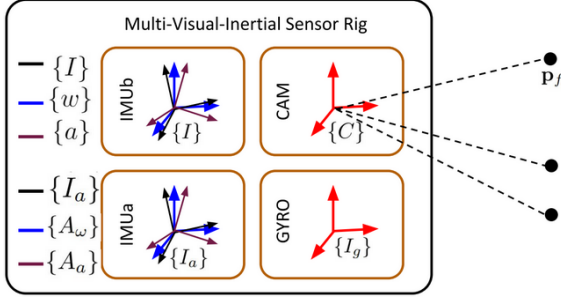 Multi-Visual-Inertial Sensor Rig
{I}
{w}
{a}
IMUb
{I}
CAM
{C}
p_f
{I_a}
{A_ω}
{A_a}
IMUa
{I_a}
GYRO
{I_g}